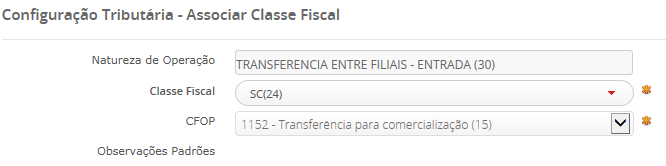 Configuração Tributária - Associar Classe Fiscal
Natureza de Operação TRANSFERENCIA ENTRE FILIAIS - ENTRADA (30)
Classe Fiscal SC(24)
CFOP 1152 - Transferência para comercialização (15)
Observações Padrões